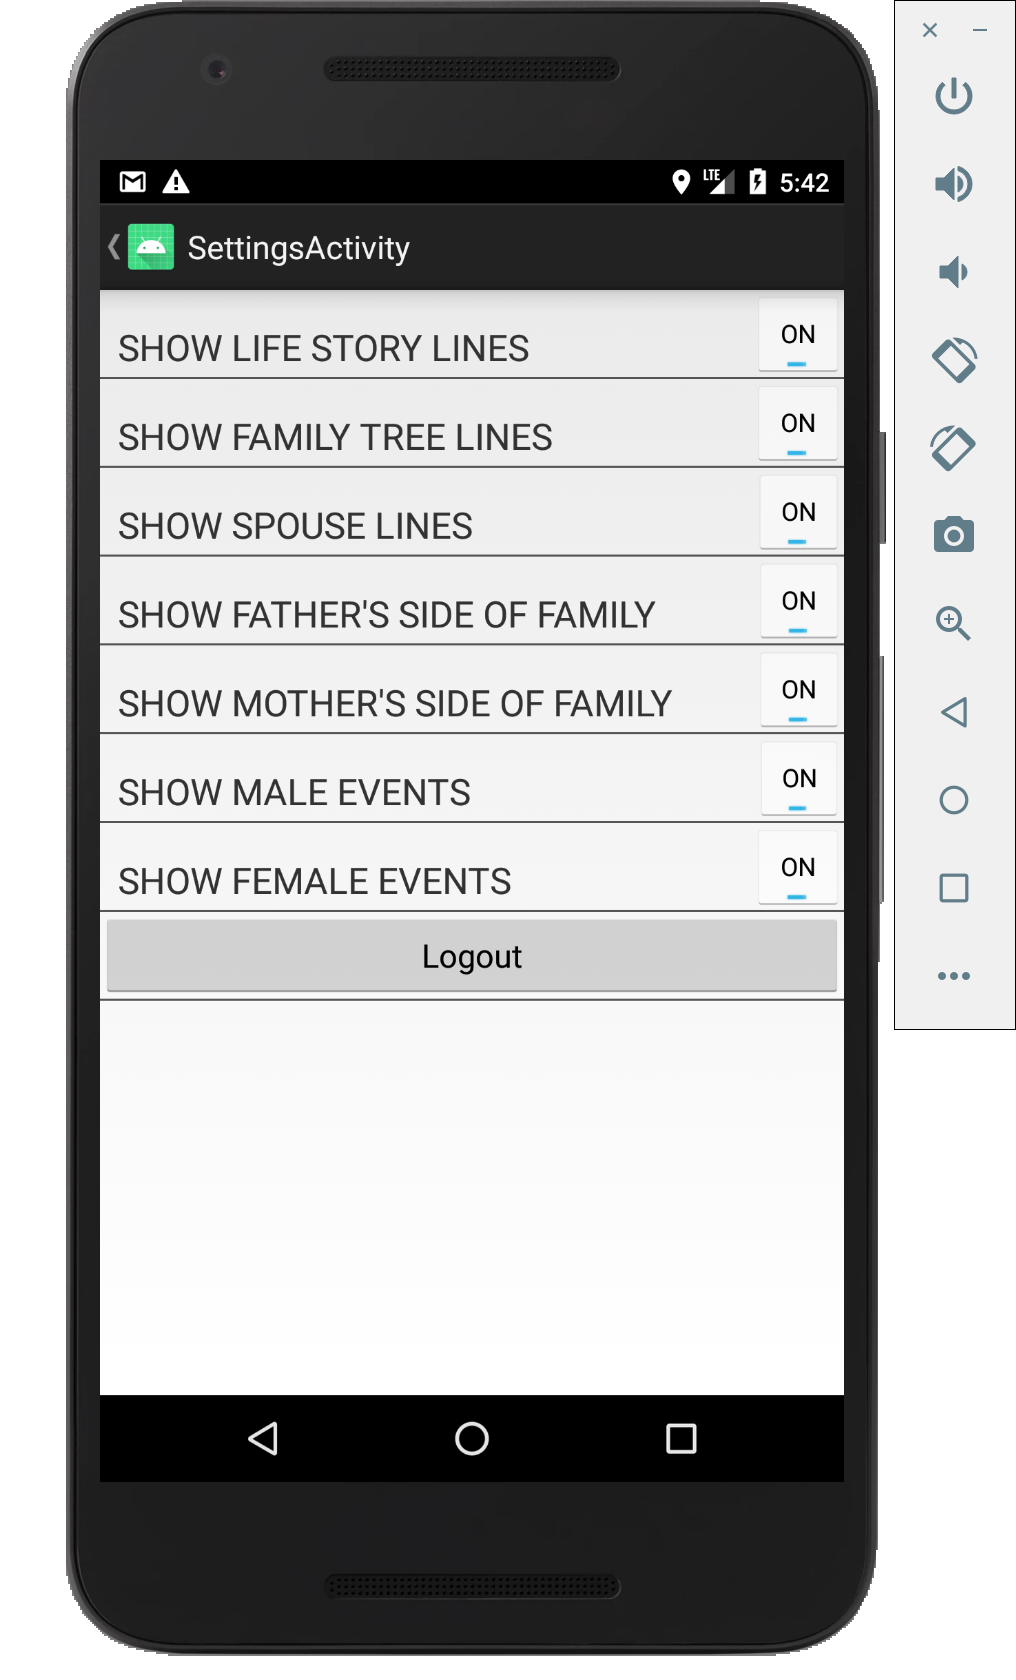 LTE 5:42
SettingsActivity
SHOW LIFE STORY LINES ON
SHOW FAMILY TREE LINES ON
SHOW SPOUSE LINES ON
SHOW FATHER'S SIDE OF FAMILY ON
SHOW MOTHER'S SIDE OF FAMILY ON
SHOW MALE EVENTS ON
SHOW FEMALE EVENTS ON
Logout